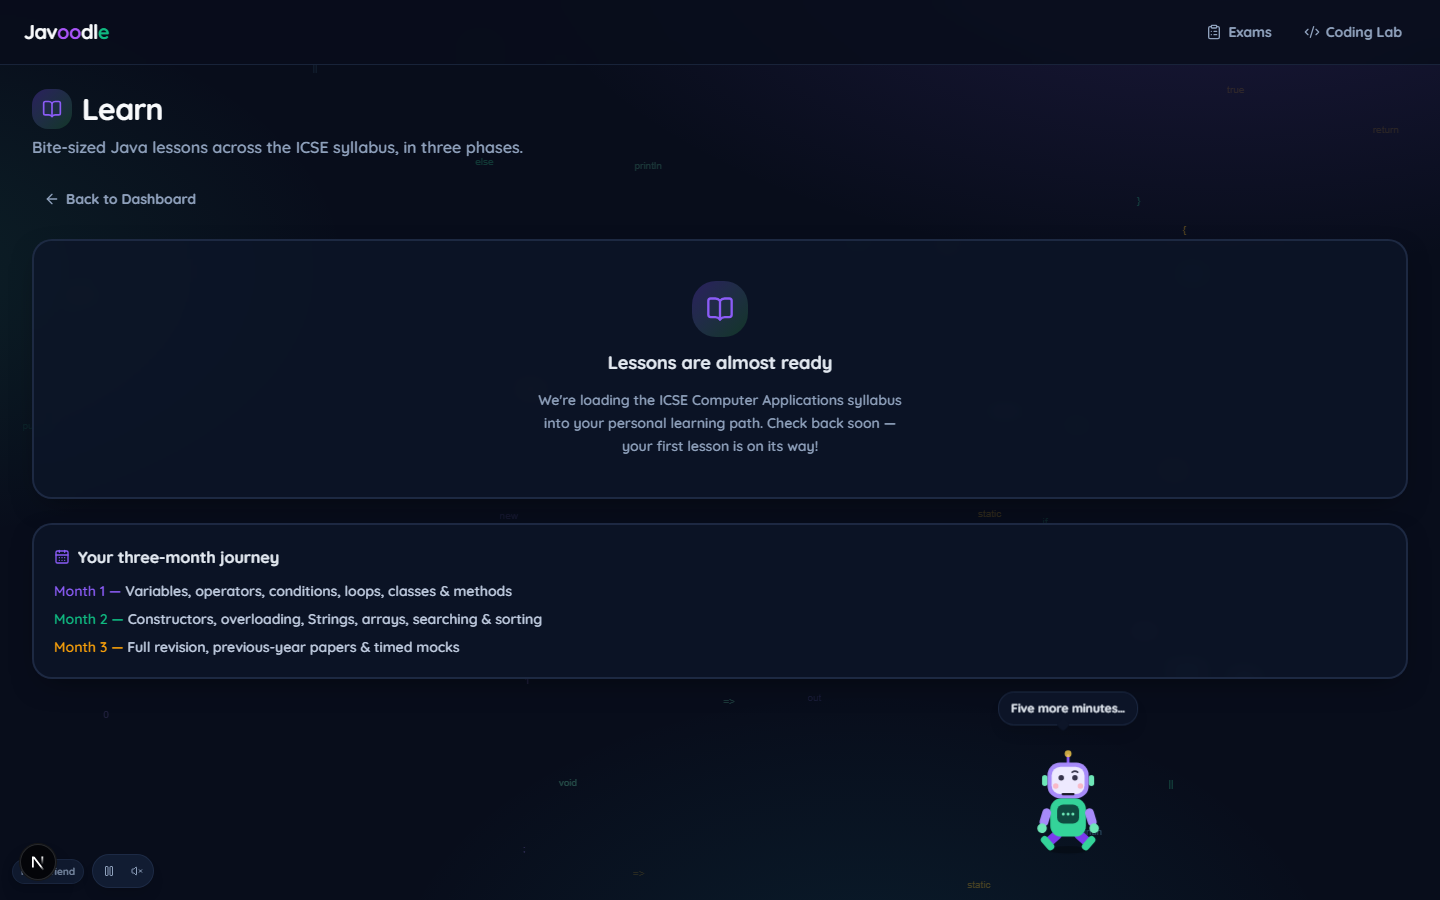 Javoodle
Exams
Coding Lab
||
true
return
Learn
Bite-sized Java lessons across the ICSE syllabus, in three phases.
else
println
Back to Dashboard
}
{
Lessons are almost ready
We're loading the ICSE Computer Applications syllabus
into your personal learning path. Check back soon —
your first lesson is on its way!
new
static
Your three-month journey
Month 1 — Variables, operators, conditions, loops, classes & methods
Month 2 — Constructors, overloading, Strings, arrays, searching & sorting
Month 3 — Full revision, previous-year papers & timed mocks
=>
out
Five more minutes…
void
||
N
iend
=>
static